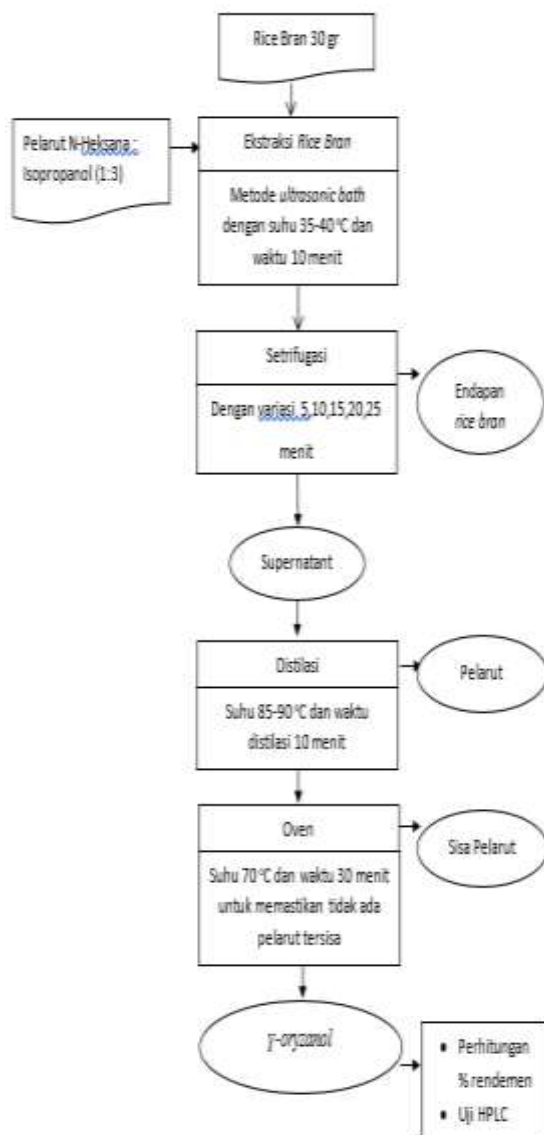 Rice Bran 30 gr
Pelarut N-Heksana :
Isopropanol (1:3)
Ekstraksi Rice Bran
Metode ultrasonic bath
dengan suhu 35-40 °C dan
waktu 10 menit
Setrifugasi
Dengan variasi 5,10,15,20,25
menit
Endapan
rice bran
Supernatant
Distilasi
Suhu 85-90 °C dan waktu
distilasi 10 menit
Pelarut
Oven
Suhu 70 °C dan waktu 30 menit
untuk memastikan tidak ada
pelarut tersisa
Sisa Pelarut
γ-oryzanol
• Perhitungan
% rendemen
• Uji HPLC